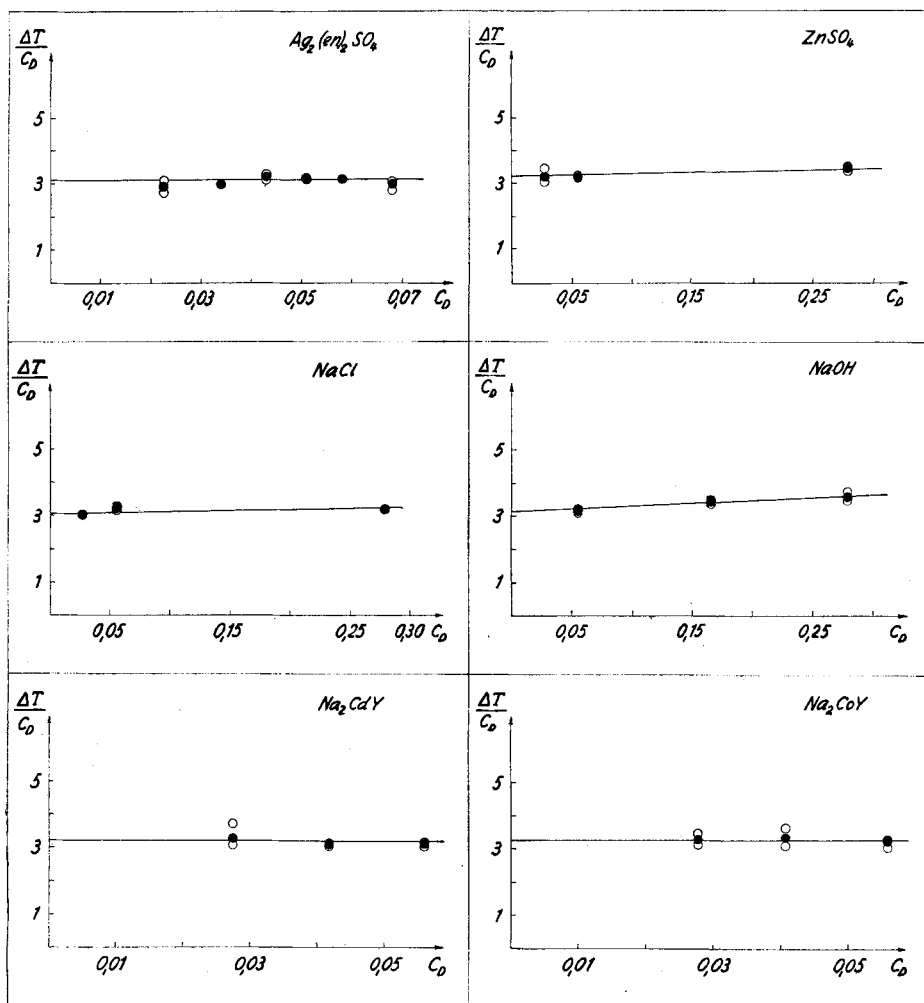 ΔT/C_D
Ag₂(en)₂SO₄
5
3
1
0,01 0,03 0,05 0,07 C_D
ΔT/C_D
ZnSO₄
5
3
1
0,05 0,15 0,25 C_D
ΔT/C_D
NaCl
5
3
1
0,05 0,15 0,25 0,30 C_D
ΔT/C_D
NaOH
5
3
1
0,05 0,15 0,25 C_D
ΔT/C_D
Na₂CdY
5
3
1
0,01 0,03 0,05 C_D
ΔT/C_D
Na₂CoY
5
3
1
0,01 0,03 0,05 C_D